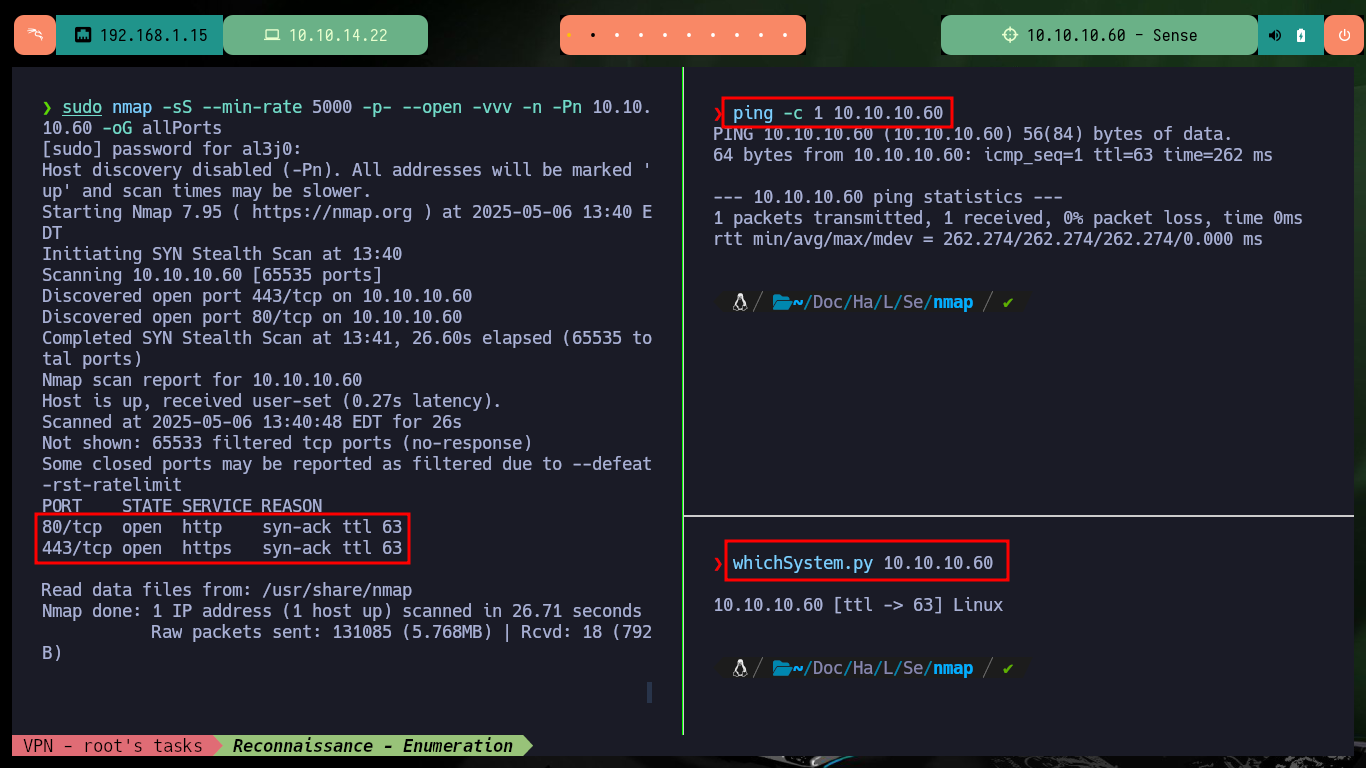 192.168.1.15
10.10.14.22
10.10.10.60 - Sense
❯ sudo nmap -sS --min-rate 5000 -p- --open -vvv -n -Pn 10.10.
10.60 -oG allPorts
[sudo] password for al3j0:
Host discovery disabled (-Pn). All addresses will be marked '
up' and scan times may be slower.
Starting Nmap 7.95 ( https://nmap.org ) at 2025-05-06 13:40 E
DT
Initiating SYN Stealth Scan at 13:40
Scanning 10.10.10.60 [65535 ports]
Discovered open port 443/tcp on 10.10.10.60
Discovered open port 80/tcp on 10.10.10.60
Completed SYN Stealth Scan at 13:41, 26.60s elapsed (65535 to
tal ports)
Nmap scan report for 10.10.10.60
Host is up, received user-set (0.27s latency).
Scanned at 2025-05-06 13:40:48 EDT for 26s
Not shown: 65533 filtered tcp ports (no-response)
Some closed ports may be reported as filtered due to --defeat
-rst-ratelimit
PORT    STATE SERVICE REASON
80/tcp  open  http    syn-ack ttl 63
443/tcp open  https   syn-ack ttl 63
Read data files from: /usr/share/nmap
Nmap done: 1 IP address (1 host up) scanned in 26.71 seconds
Raw packets sent: 131085 (5.768MB) | Rcvd: 18 (792
B)
❯ ping -c 1 10.10.10.60
PING 10.10.10.60 (10.10.10.60) 56(84) bytes of data.
64 bytes from 10.10.10.60: icmp_seq=1 ttl=63 time=262 ms
--- 10.10.10.60 ping statistics ---
1 packets transmitted, 1 received, 0% packet loss, time 0ms
rtt min/avg/max/mdev = 262.274/262.274/262.274/0.000 ms
/ ~/Doc/Ha/L/Se/nmap / ✔
❯ whichSystem.py 10.10.10.60
10.10.10.60 [ttl -> 63] Linux
/ ~/Doc/Ha/L/Se/nmap / ✔
VPN - root's tasks
Reconnaissance - Enumeration